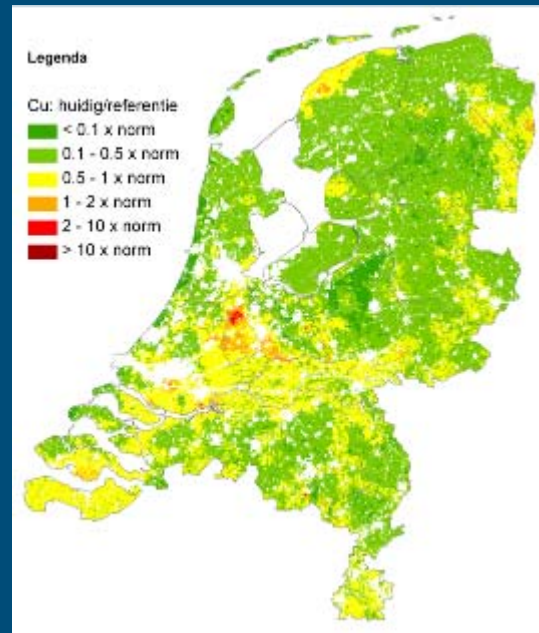 Legenda
Cu: huidig/referentie
< 0.1 x norm
0.1 - 0.5 x norm
0.5 - 1 x norm
1 - 2 x norm
2 - 10 x norm
> 10 x norm